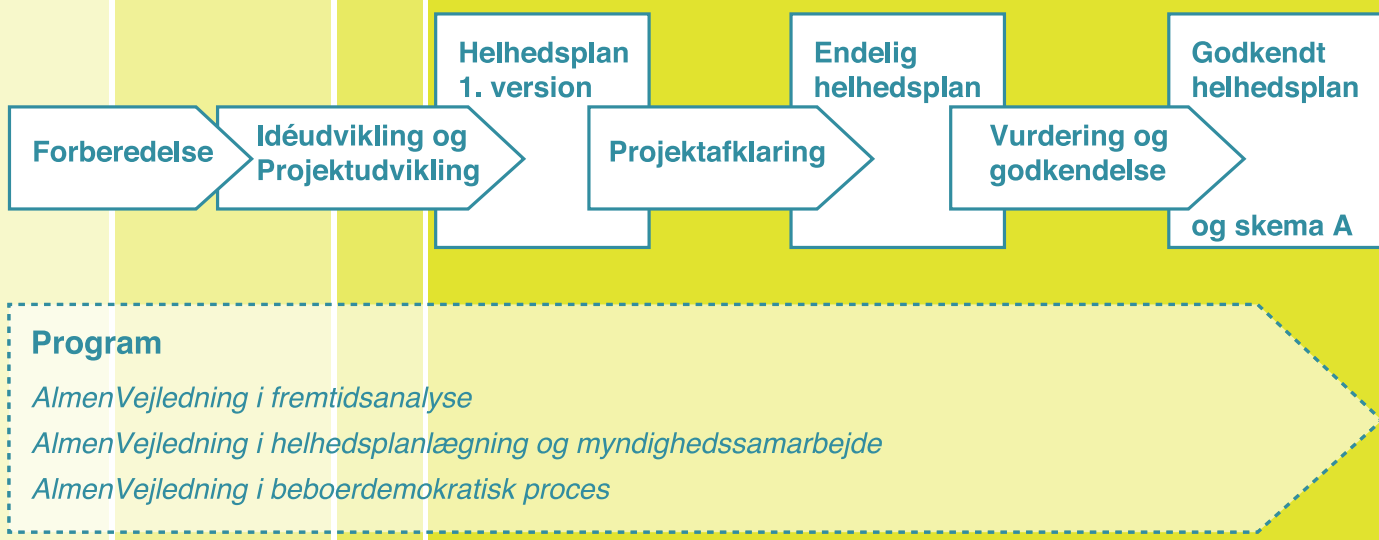 Forberedelse
Idéudvikling og
Projektudvikling
Helhedsplan
1. version
Projektafklaring
Endelig
helhedsplan
Vurdering og
godkendelse
Godkendt
helhedsplan
og skema A
Program
AlmenVejledning i fremtidsanalyse
AlmenVejledning i helhedsplanlægning og myndighedssamarbejde
AlmenVejledning i beboerdemokratisk proces